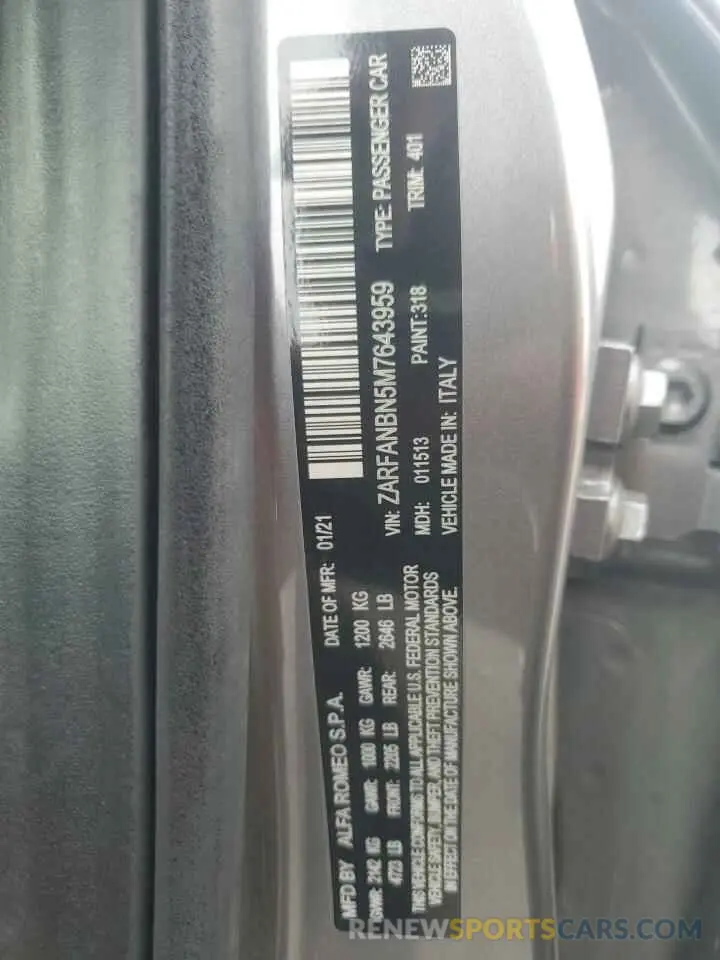 MFD BY ALFA ROMEO S.P.A. DATE OF MFR: 01/21
GVWR: 2142 KG GAWR: 1000 KG GAWR: 1200 KG
4723 LB FRONT: 2205 LB REAR: 2646 LB
THIS VEHICLE CONFORMS TO ALL APPLICABLE U.S. FEDERAL MOTOR
VEHICLE SAFETY, BUMPER, AND THEFT PREVENTION STANDARDS
IN EFFECT ON THE DATE OF MANUFACTURE SHOWN ABOVE.
VIN: ZARFANBN5M7643959 TYPE: PASSENGER CAR
MDH: 011513 PAINT:318 TRIM: 401
VEHICLE MADE IN: ITALY
RENEWSPORTSCARS.COM